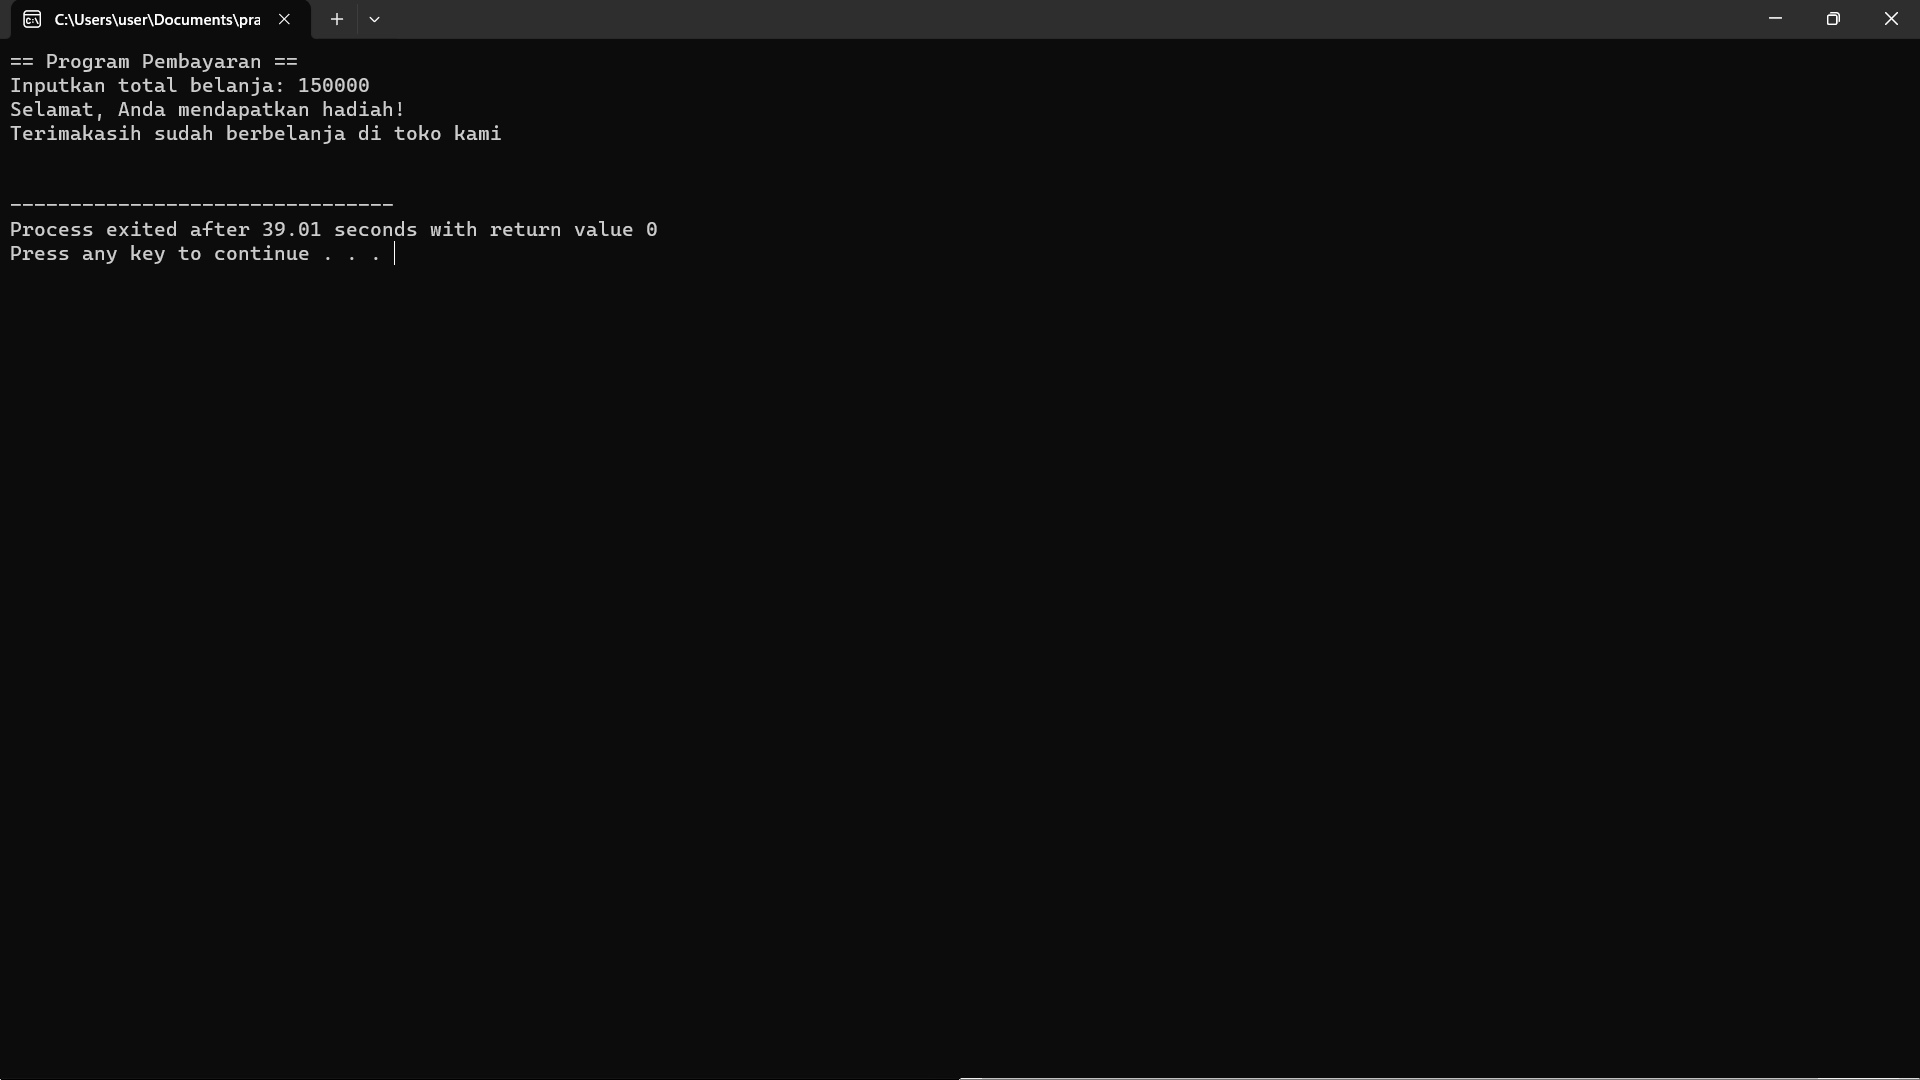 C:\Users\user\Documents\pra
== Program Pembayaran ==
Inputkan total belanja: 150000
Selamat, Anda mendapatkan hadiah!
Terimakasih sudah berbelanja di toko kami
--------------------------------
Process exited after 39.01 seconds with return value 0
Press any key to continue . . .